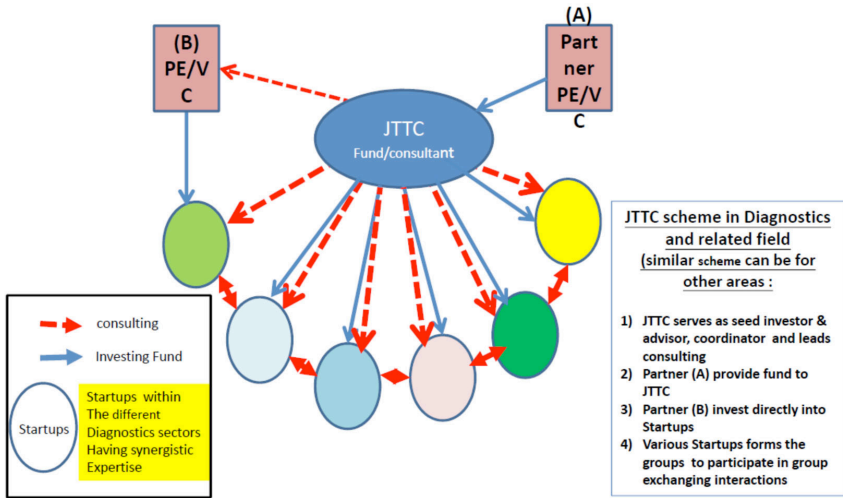 (A)
Part
ner
PE/V
C
(B)
PE/V
C
JTTC
Fund/consultant
JTTC scheme in Diagnostics
and related field
(similar scheme can be for
other areas :
1) JTTC serves as seed investor &
advisor, coordinator and leads
consulting
2) Partner (A) provide fund to
JTTC
3) Partner (B) invest directly into
Startups
4) Various Startups forms the
groups to participate in group
exchanging interactions
consulting
Investing Fund
Startups
Startups within
The different
Diagnostics sectors
Having synergistic
Expertise